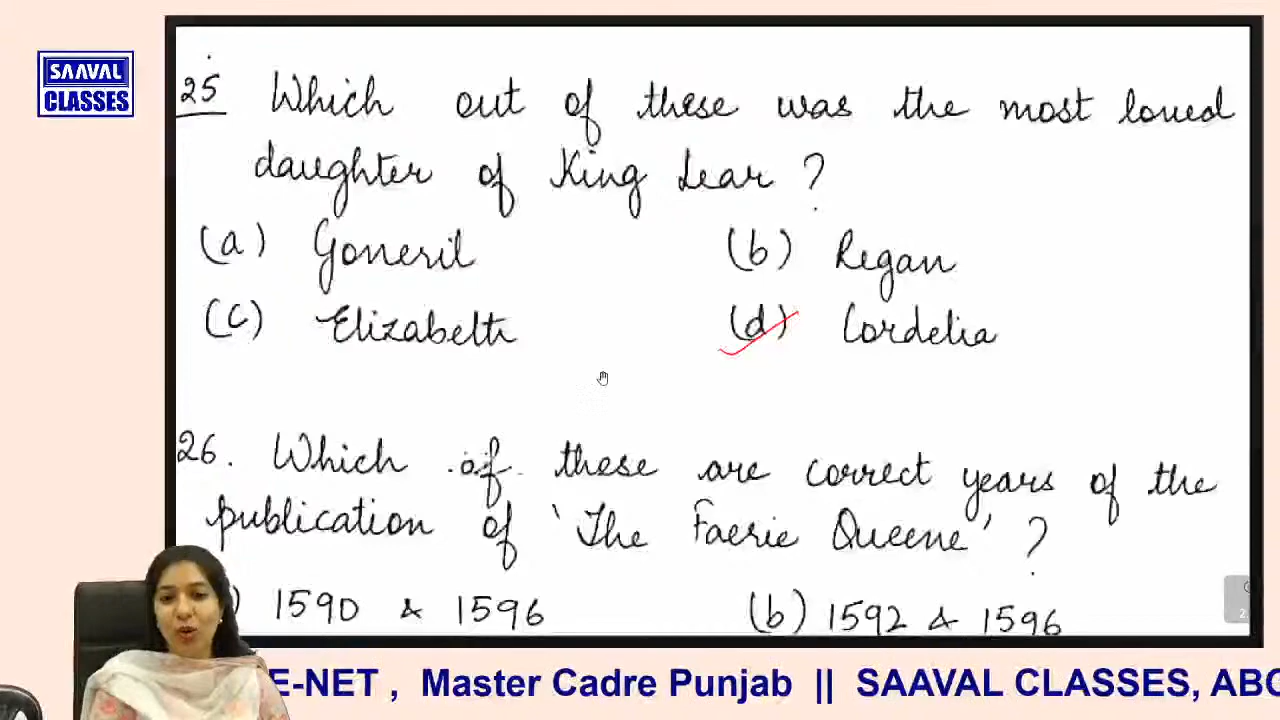 SAAVAL
CLASSES
25 Which out of these was the most loved
daughter of King Lear ?
(a) Goneril (b) Regan
(c) Elizabeth (d) Cordelia
26. Which of these are correct years of the
publication of 'The Faerie Queene' ?
) 1590 & 1596 (b) 1592 & 1596
E-NET , Master Cadre Punjab || SAAVAL CLASSES, ABO